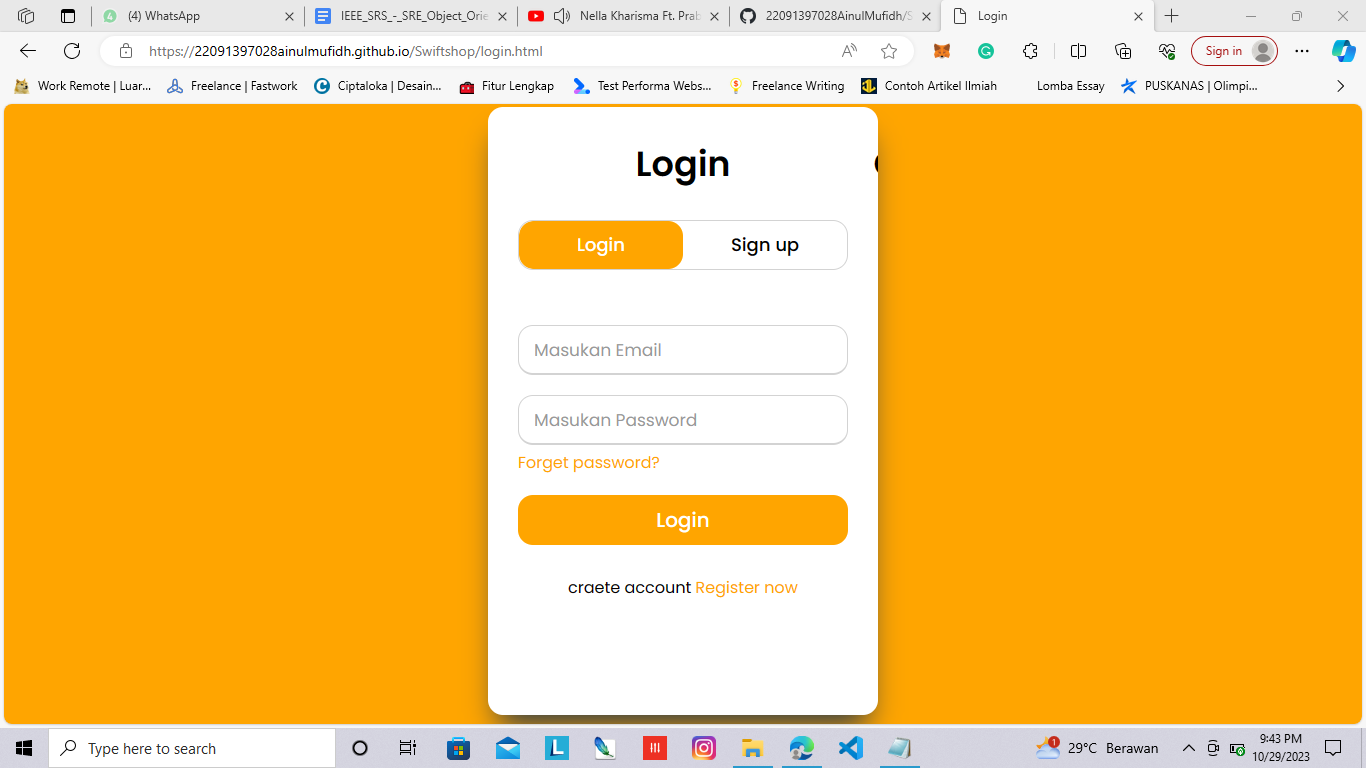 4 (4) WhatsApp
IEEE_SRS_-_SRE_Object_Orie
Nella Kharisma Ft. Prab
22091397028AinulMufidh/S
Login
https://22091397028ainulmufidh.github.io/Swiftshop/login.html
Sign in
Work Remote | Luar...
Freelance | Fastwork
Ciptaloka | Desain...
Fitur Lengkap
Test Performa Webs...
Freelance Writing
Contoh Artikel Ilmiah
Lomba Essay
PUSKANAS | Olimpi...
Login
Login
Sign up
Masukan Email
Masukan Password
Forget password?
Login
craete account Register now
Type here to search
L
1
29°C Berawan
9:43 PM
10/29/2023